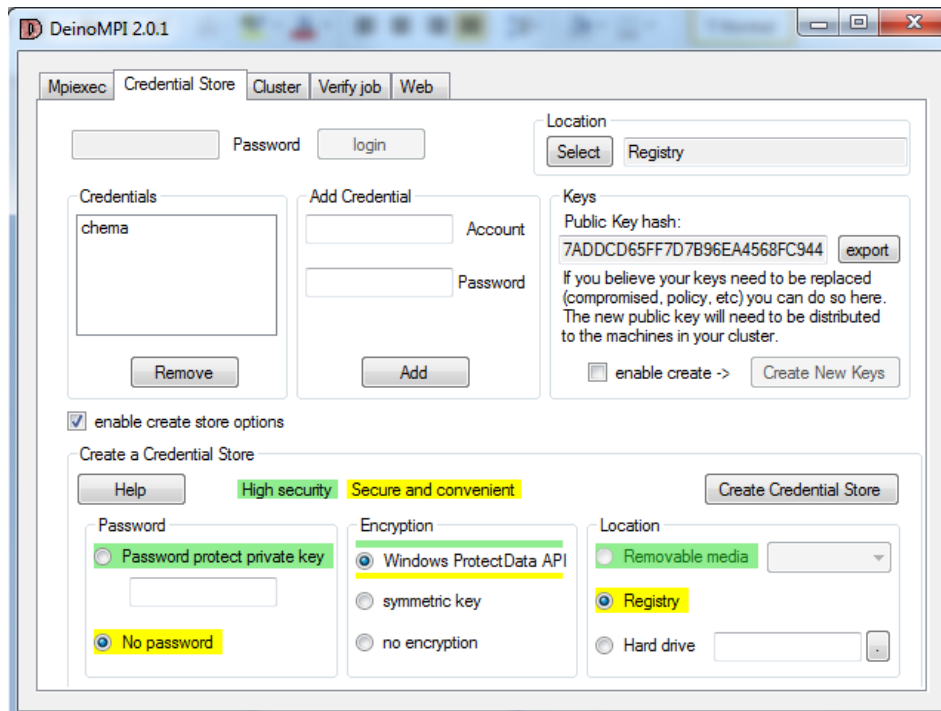 DeinoMPI 2.0.1
Mpiexec Credential Store Cluster Verify job Web
Password login
Location
Select Registry
Credentials
chema
Remove
Add Credential
Account
Password
Add
Keys
Public Key hash:
7ADDCD65FF7D7B96EA4568FC944 export
If you believe your keys need to be replaced
(compromised, policy, etc) you can do so here.
The new public key will need to be distributed
to the machines in your cluster.
enable create -> Create New Keys
enable create store options
Create a Credential Store
Help High security Secure and convenient Create Credential Store
Password
Password protect private key
No password
Encryption
Windows ProtectData API
symmetric key
no encryption
Location
Removable media
Registry
Hard drive .